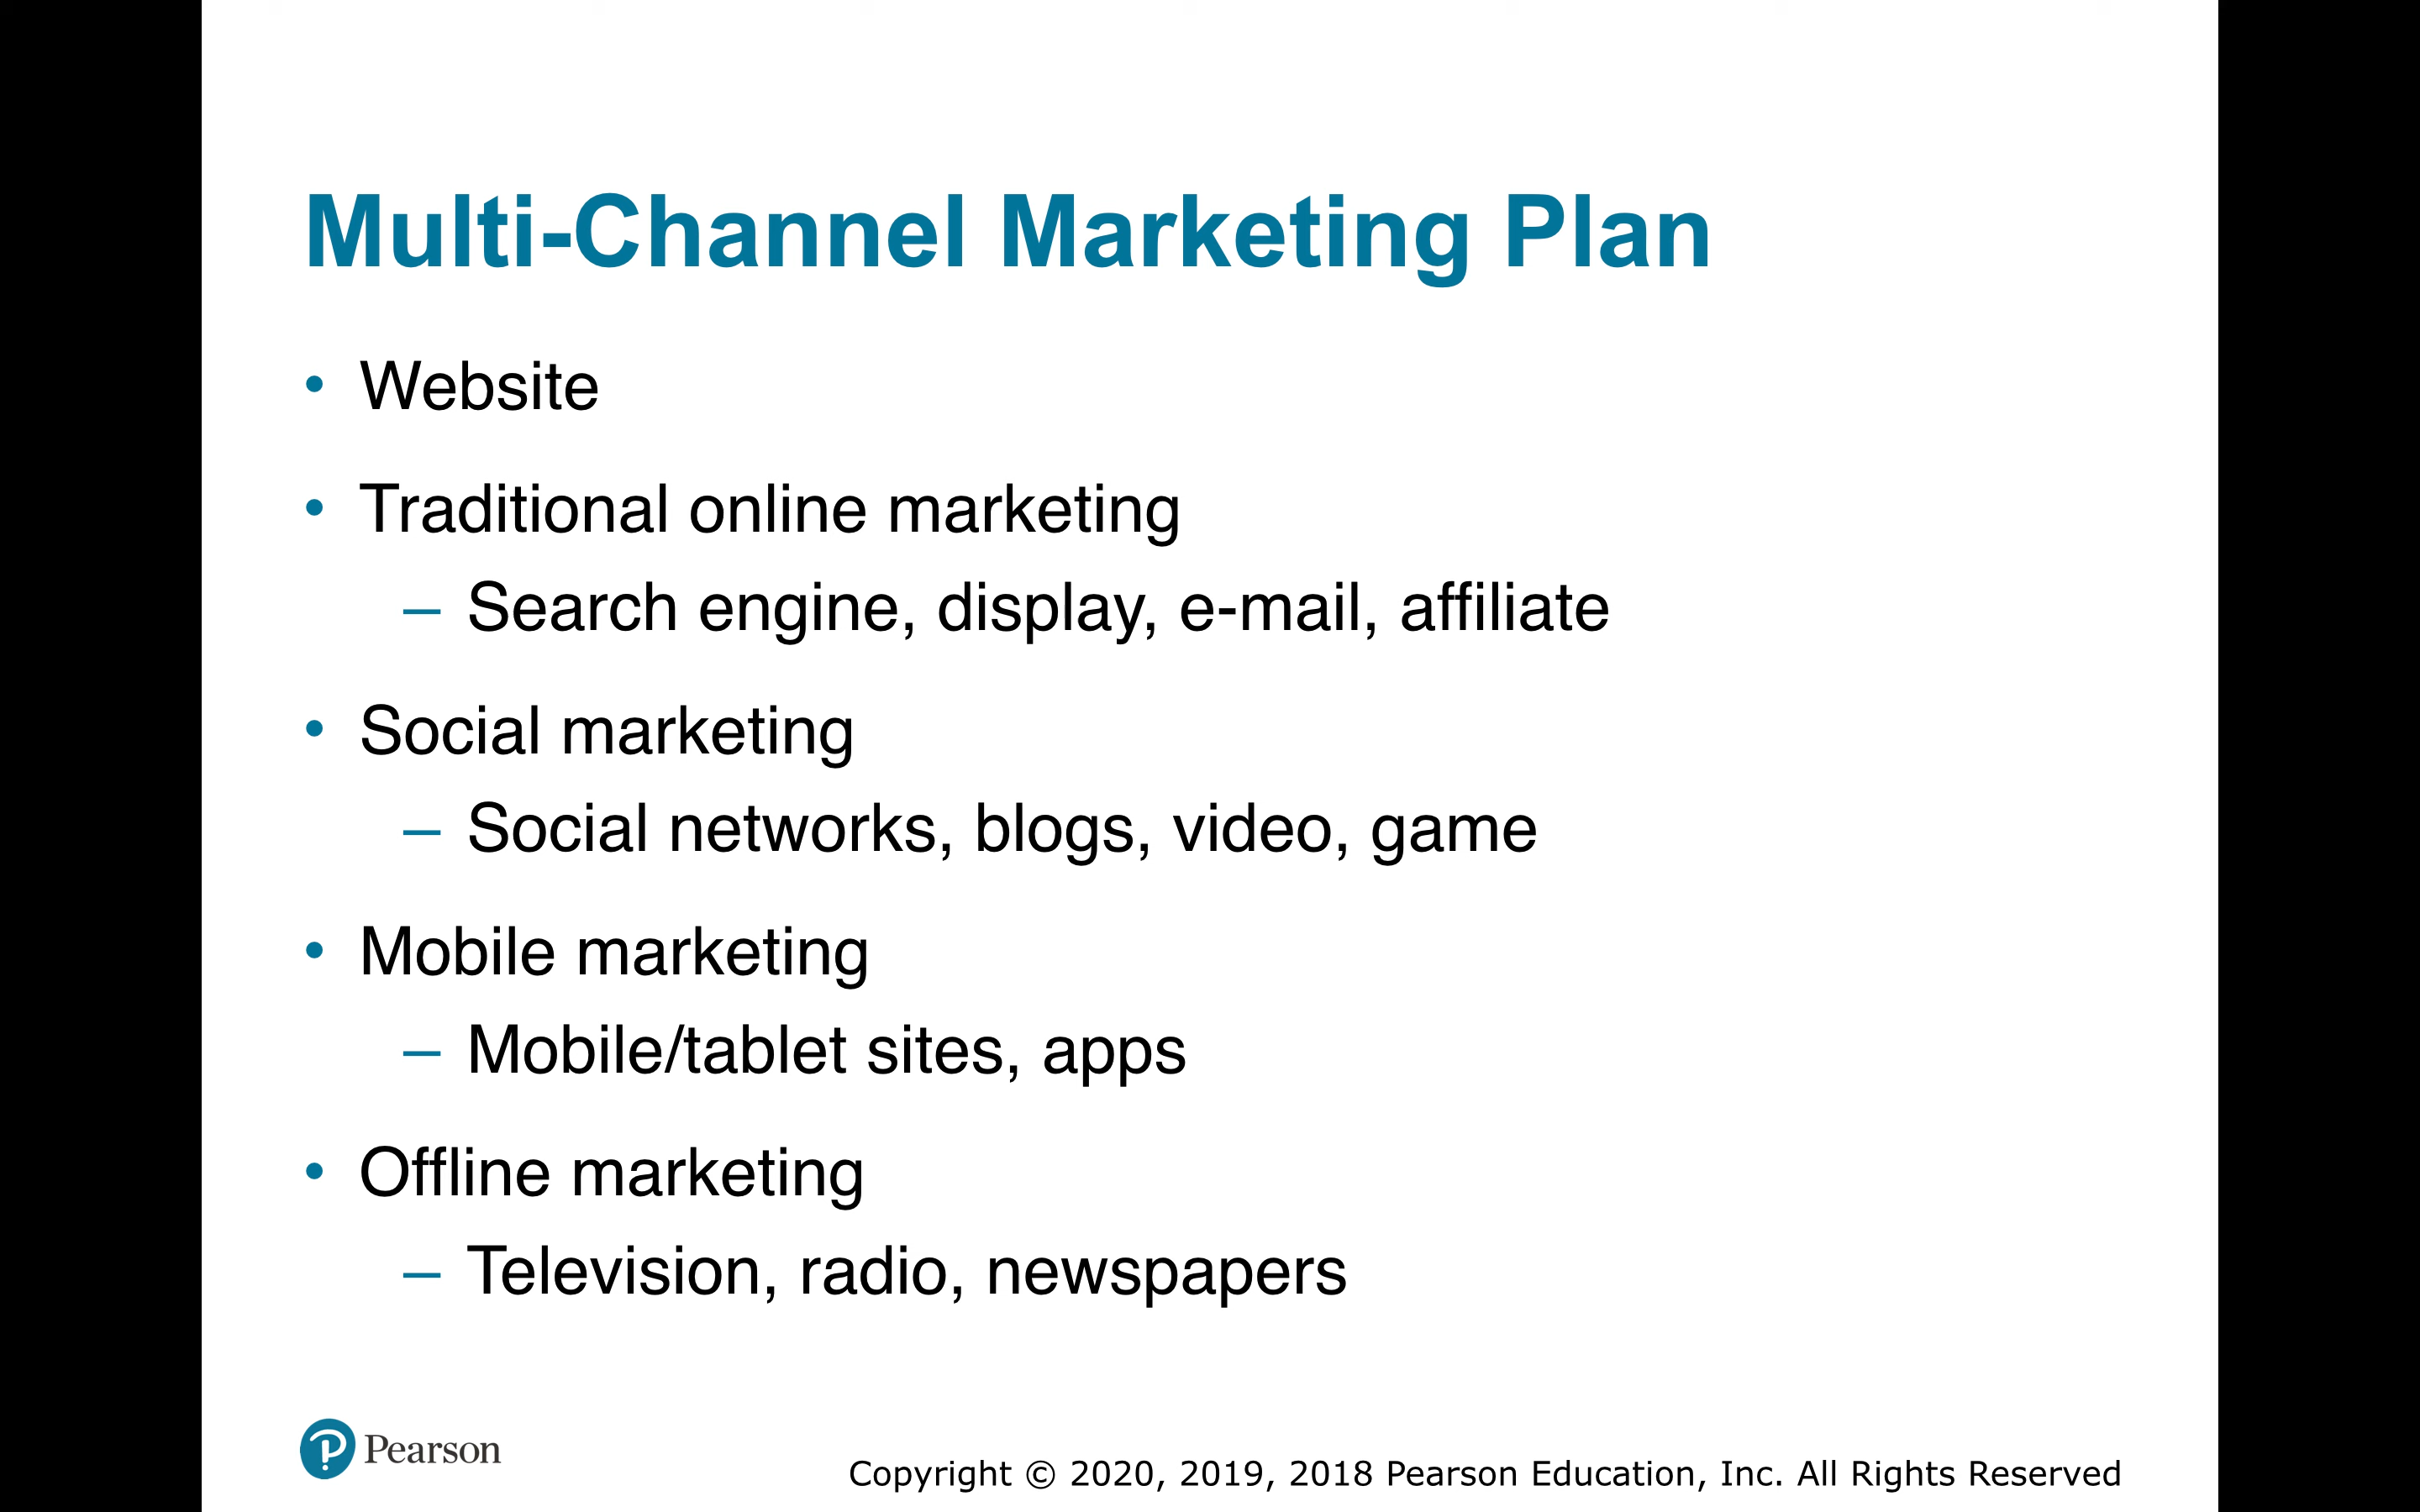 Multi-Channel Marketing Plan
• Website
• Traditional online marketing
– Search engine, display, e-mail, affiliate
• Social marketing
– Social networks, blogs, video, game
• Mobile marketing
– Mobile/tablet sites, apps
• Offline marketing
– Television, radio, newspapers
P Pearson
Copyright © 2020, 2019, 2018 Pearson Education, Inc. All Rights Reserved